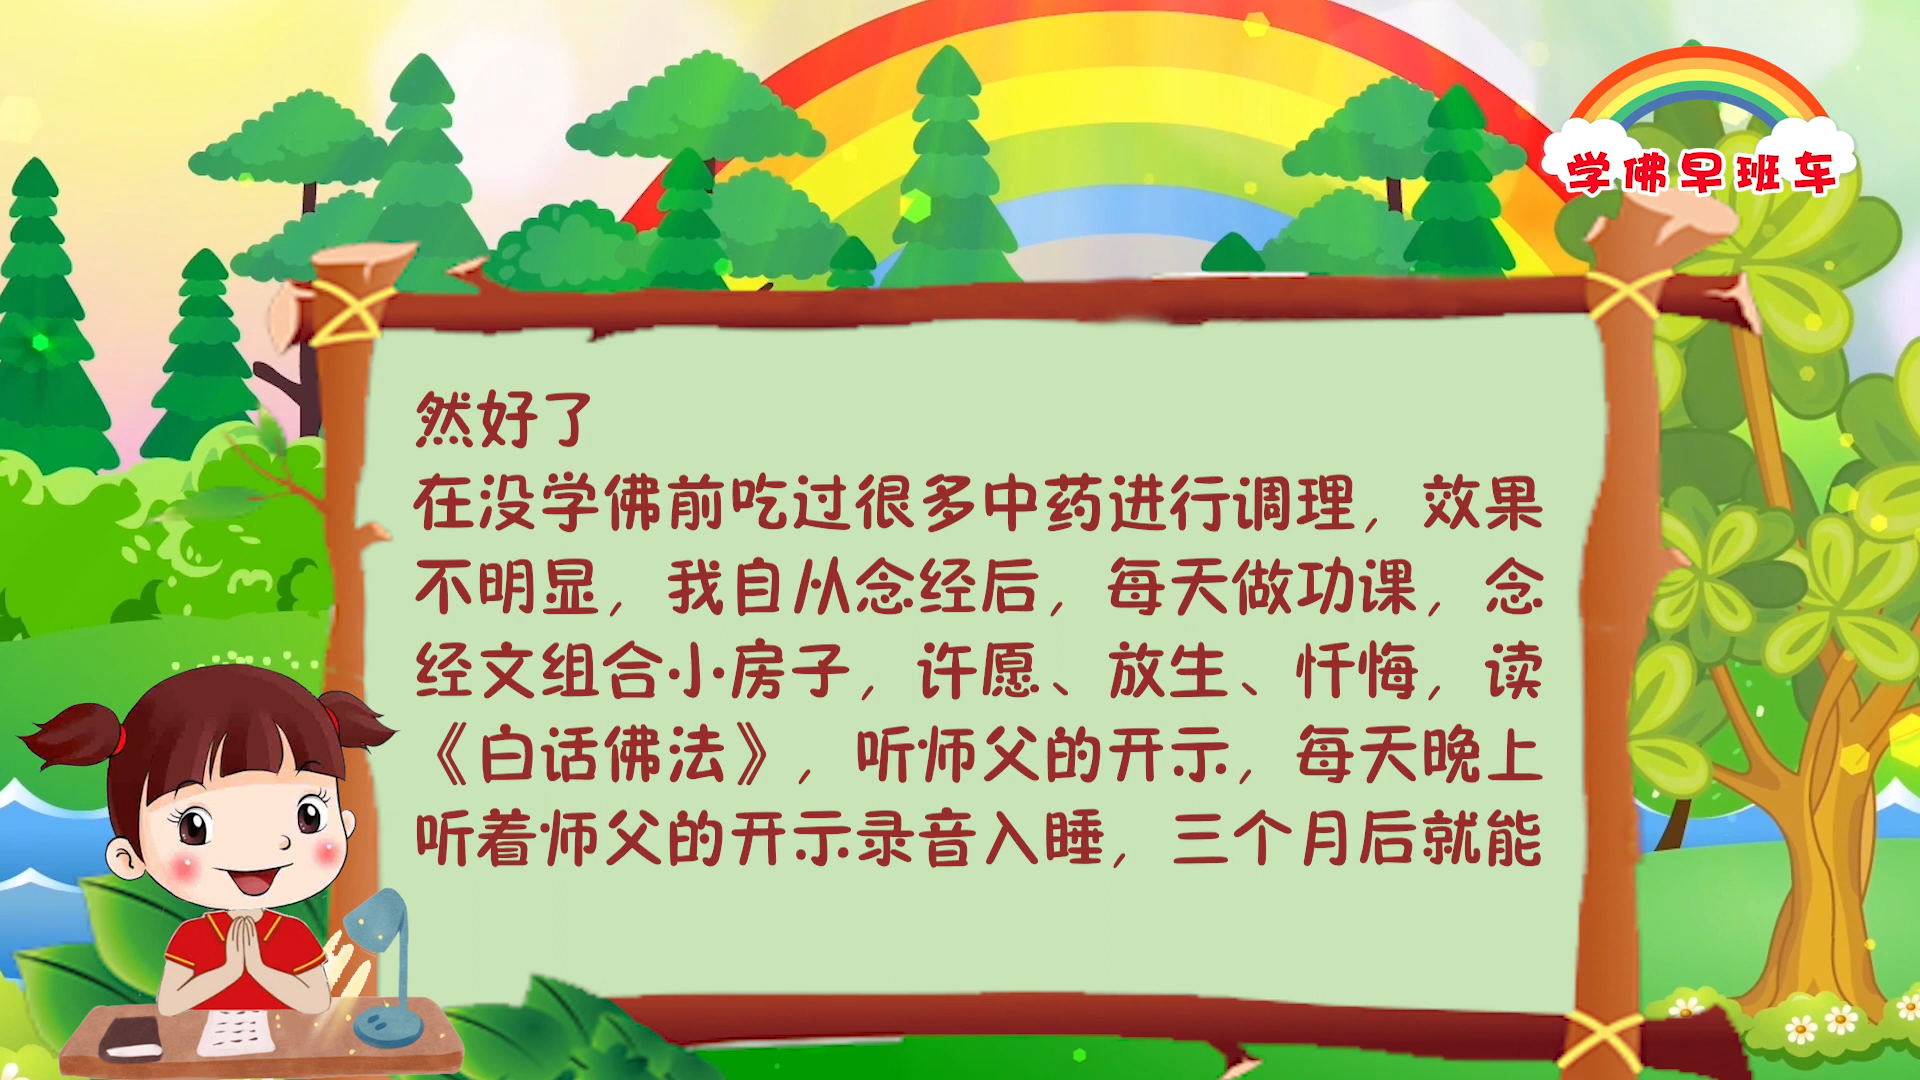 学佛早班车
然好了
在没学佛前吃过很多中药进行调理，效果
不明显，我自从念经后，每天做功课，念
经文组合小房子，许愿、放生、忏悔，读
《白话佛法》，听师父的开示，每天晚上
听着师父的开示录音入睡，三个月后就能